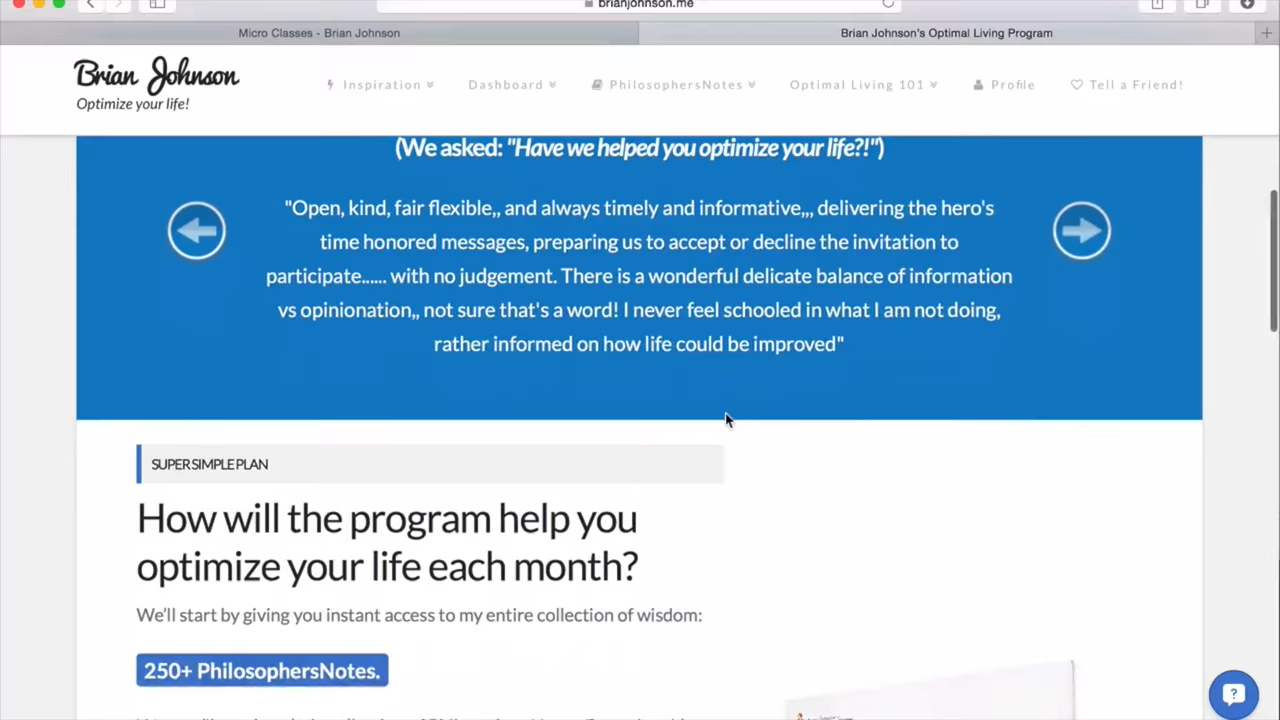 brianjohnson.me
Micro Classes - Brian Johnson
Brian Johnson's Optimal Living Program
Brian Johnson
Optimize your life!
Inspiration
Dashboard
PhilosophersNotes
Optimal Living 101
Profile
Tell a Friend!
(We asked: "Have we helped you optimize your life?!")
"Open, kind, fair flexible,, and always timely and informative,,, delivering the hero's
time honored messages, preparing us to accept or decline the invitation to
participate...... with no judgement. There is a wonderful delicate balance of information
vs opinionation,, not sure that's a word! I never feel schooled in what I am not doing,
rather informed on how life could be improved"
SUPER SIMPLE PLAN
How will the program help you
optimize your life each month?
We'll start by giving you instant access to my entire collection of wisdom:
250+ PhilosophersNotes.